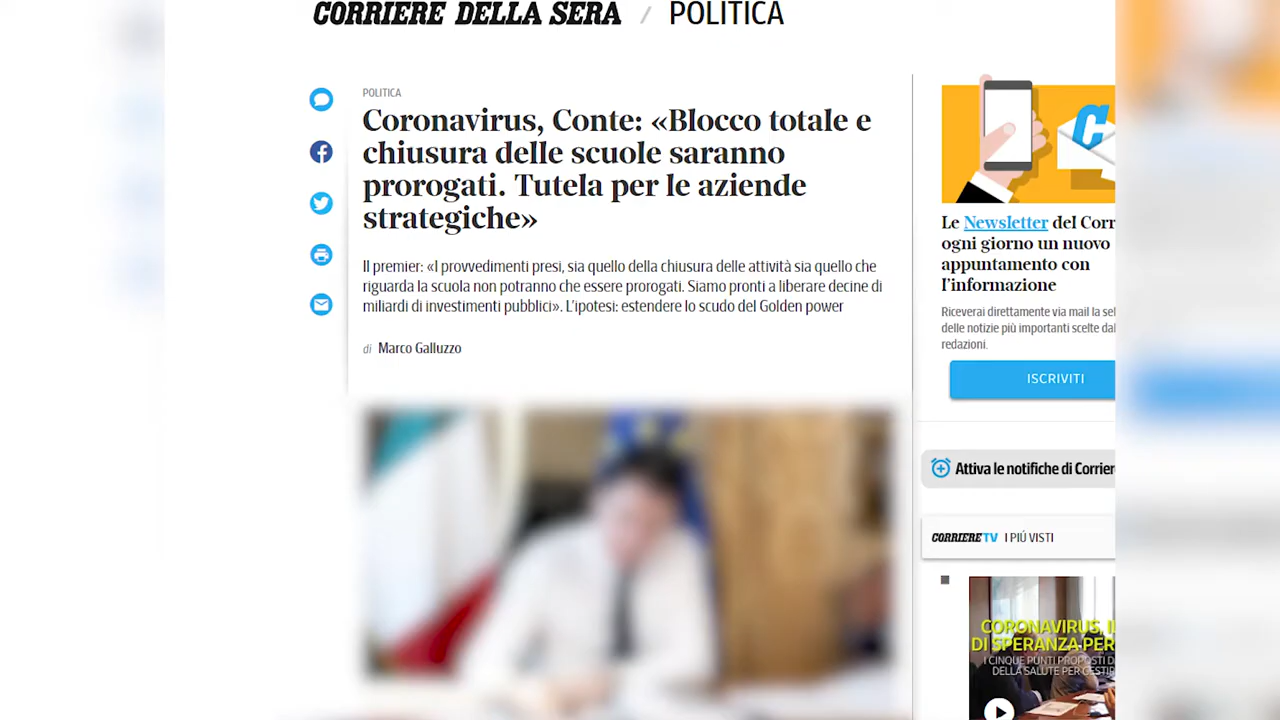 CORRIERE DELLA SERA / POLITICA
POLITICA
Coronavirus, Conte: «Blocco totale e
chiusura delle scuole saranno
prorogati. Tutela per le aziende
strategiche»
Il premier: «I provvedimenti presi, sia quello della chiusura delle attività sia quello che
riguarda la scuola non potranno che essere prorogati. Siamo pronti a liberare decine di
miliardi di investimenti pubblici». L'ipotesi: estendere lo scudo del Golden power
di Marco Galluzzo
Le Newsletter del Corr
ogni giorno un nuovo
appuntamento con
l'informazione
Riceverai direttamente via mail la sel
delle notizie più importanti scelte dal
redazioni.
ISCRIVITI
Attiva le notifiche di Corrier
CORRIERE TV I PIÚ VISTI
CORONAVIRUS, I
DI SPERANZA PER
I CINQUE PUNTI PROPOSTI D
DELLA SALUTE PER GESTIR